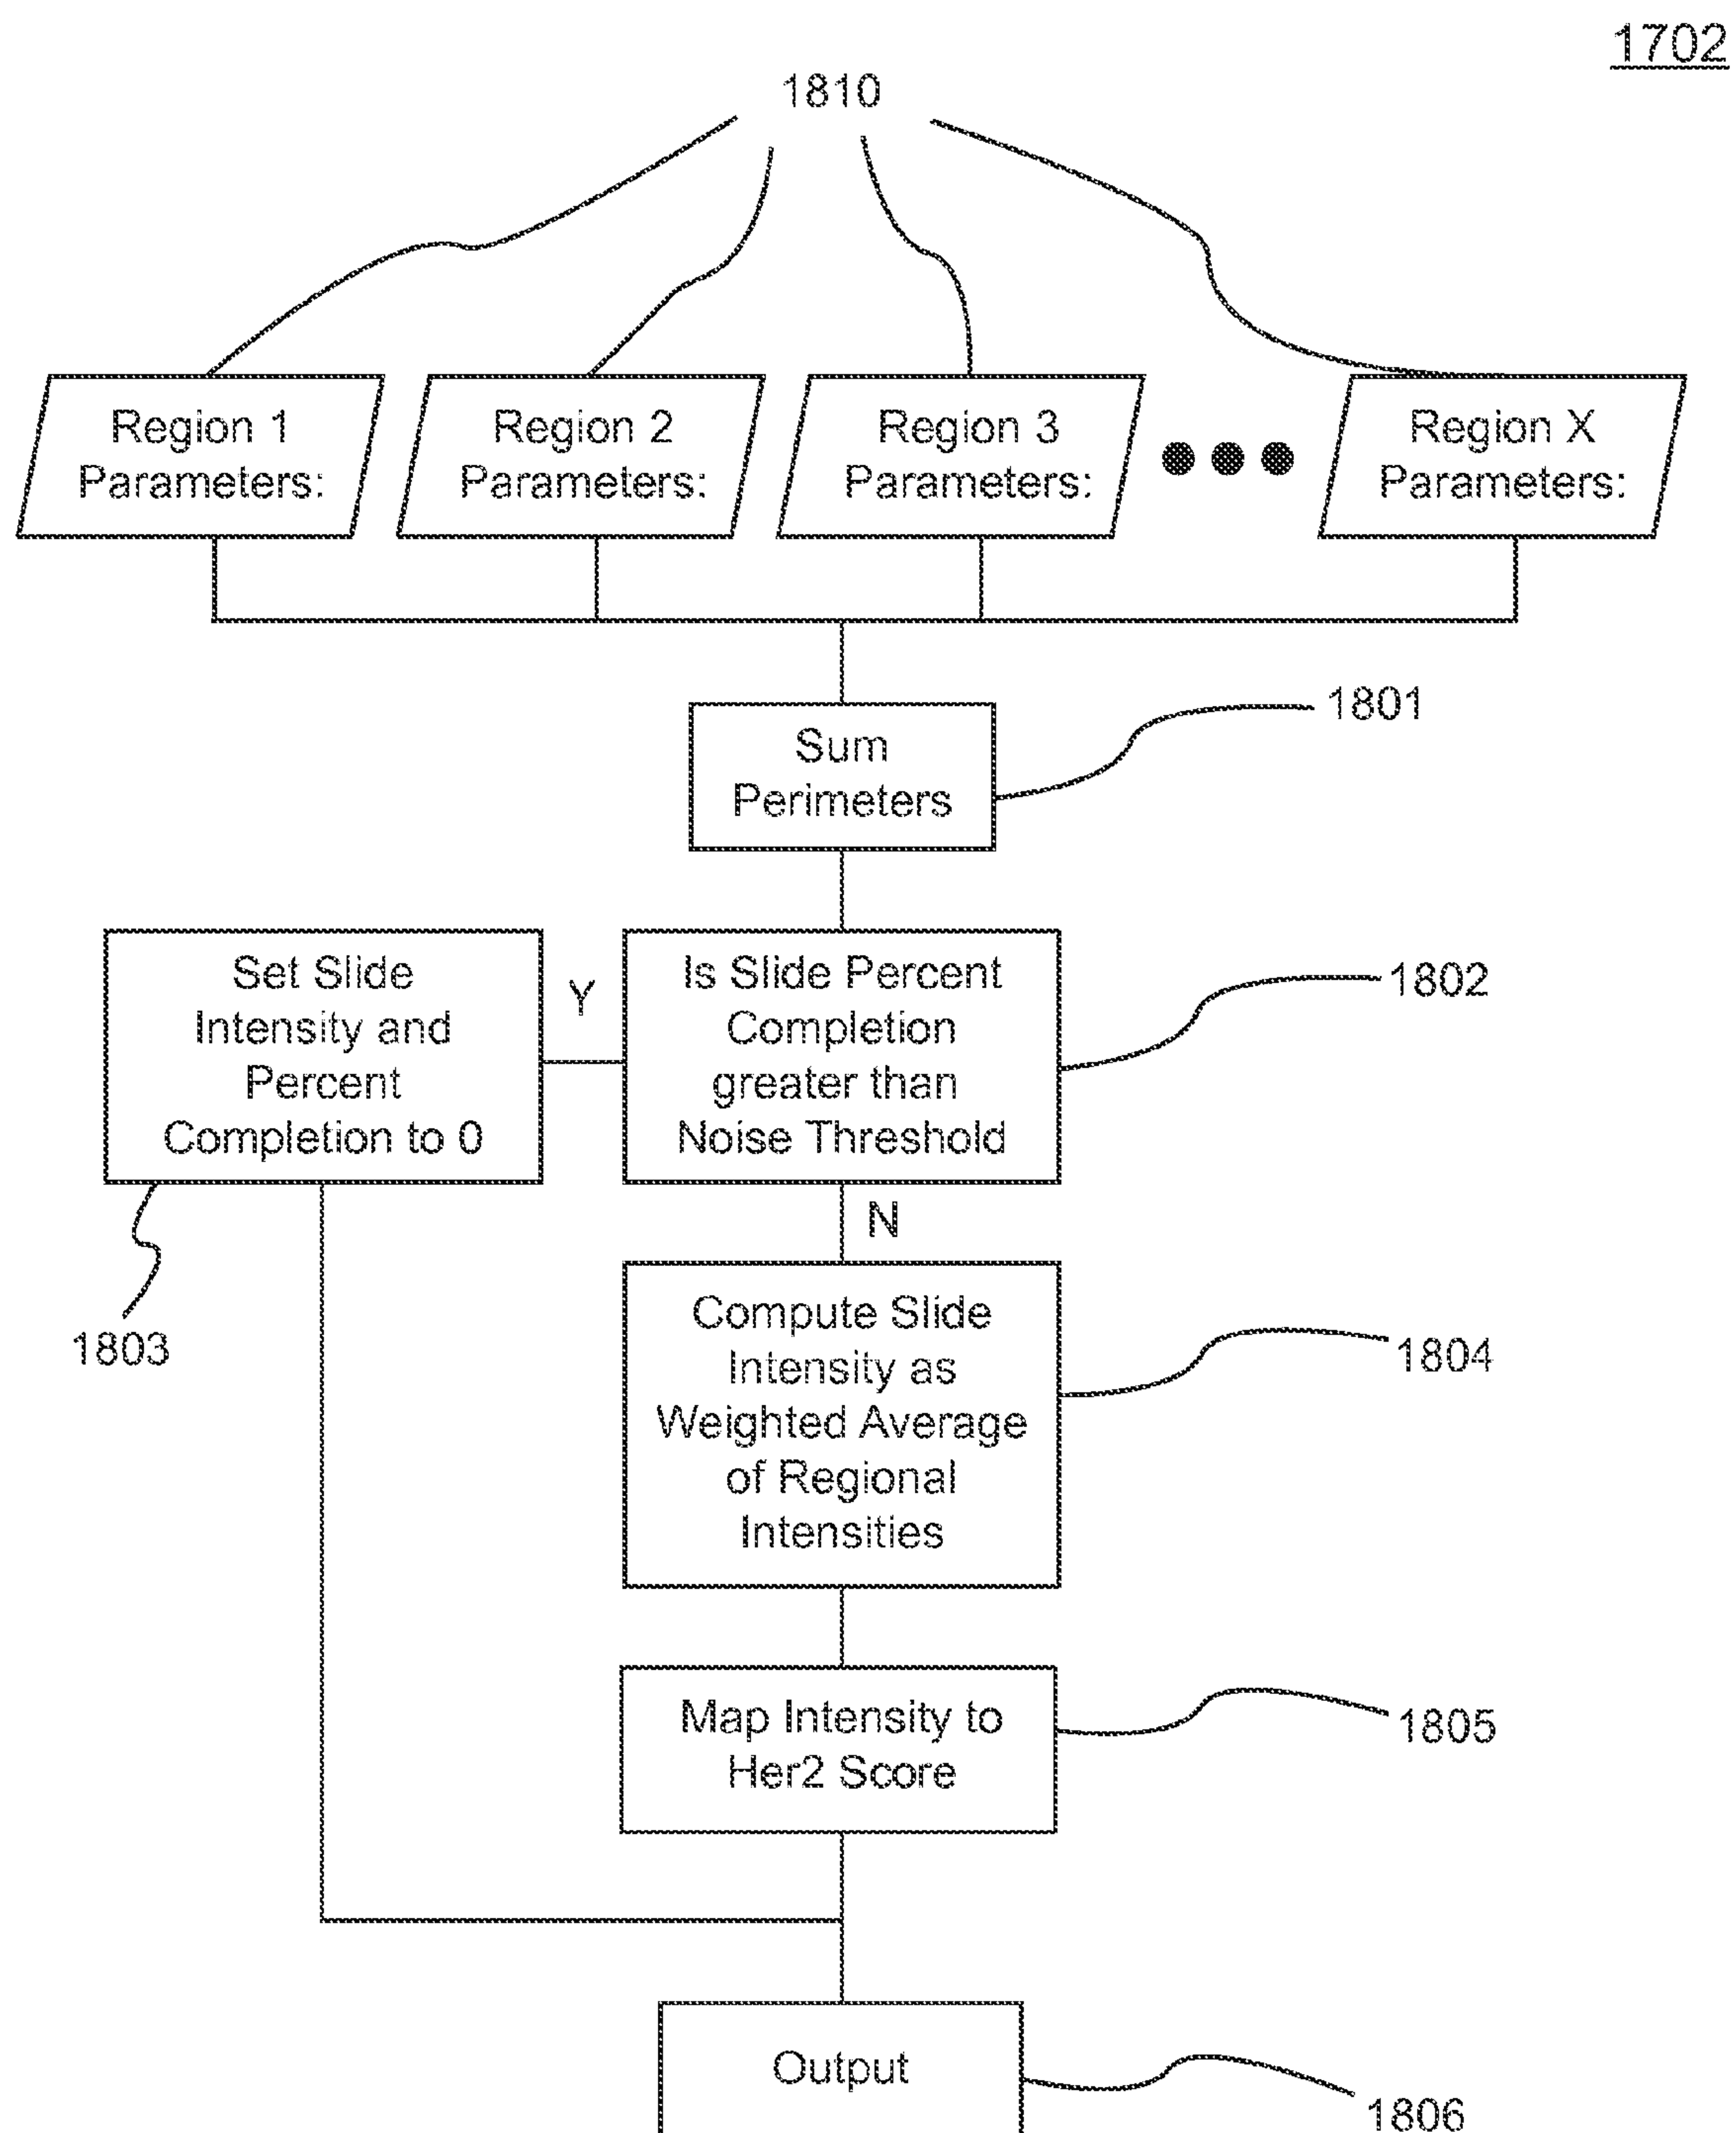 1702
1810
Region 1
Parameters:
Region 2
Parameters:
Region 3
Parameters:
Region X
Parameters:
Sum
Perimeters
1801
Set Slide
Intensity and
Percent
Completion to 0
Y
Is Slide Percent
Completion
greater than
Noise Threshold
1802
N
1803
Compute Slide
Intensity as
Weighted Average
of Regional
Intensities
1804
Map Intensity to
Her2 Score
1805
Output
1806